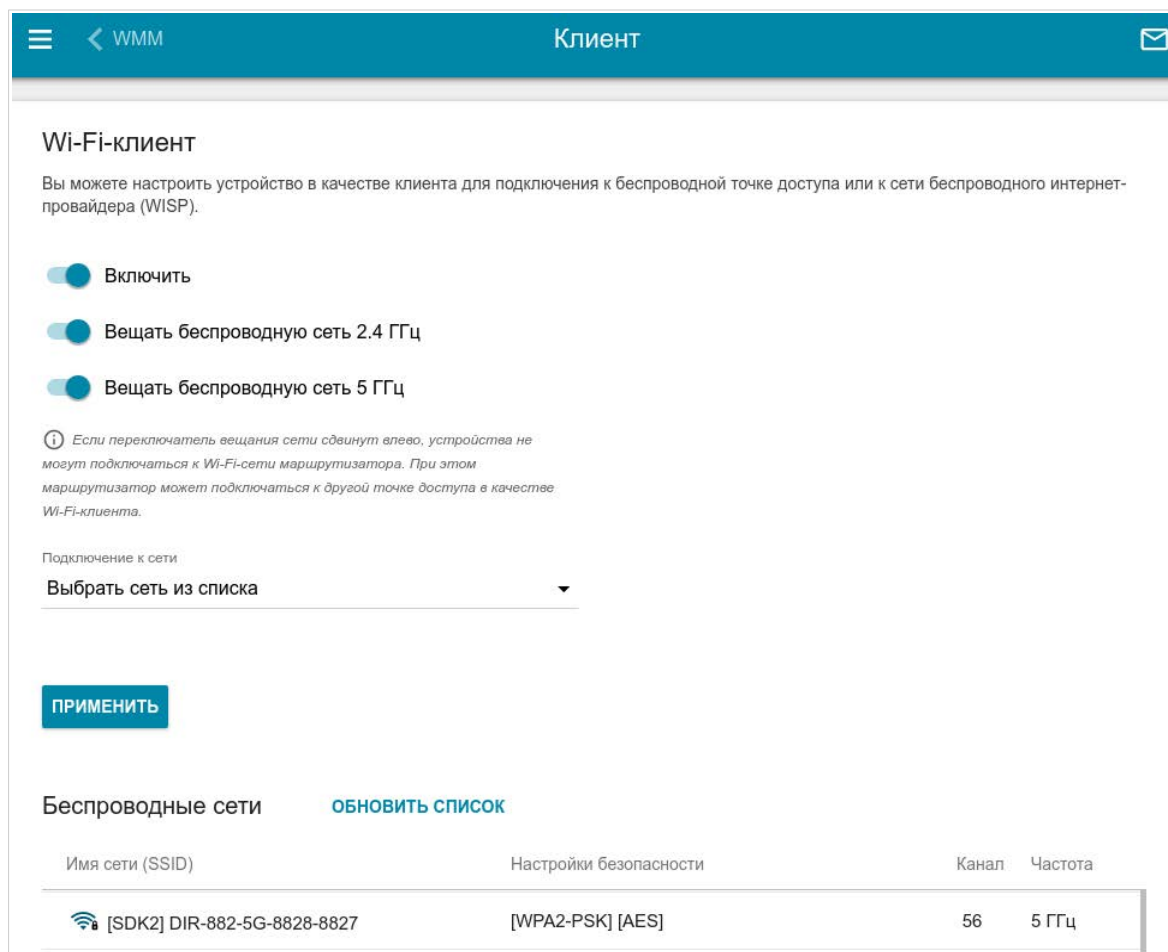 WMM
Клиент
Wi-Fi-клиент
Вы можете настроить устройство в качестве клиента для подключения к беспроводной точке доступа или к сети беспроводного интернет-
провайдера (WISP).
Включить
Вещать беспроводную сеть 2.4 ГГц
Вещать беспроводную сеть 5 ГГц
Если переключатель вещания сети сдвинут влево, устройства не
могут подключаться к Wi-Fi-сети маршрутизатора. При этом
маршрутизатор может подключаться к другой точке доступа в качестве
Wi-Fi-клиента.
Подключение к сети
Выбрать сеть из списка
ПРИМЕНИТЬ
Беспроводные сети ОБНОВИТЬ СПИСОК
Имя сети (SSID) Настройки безопасности Канал Частота
[SDK2] DIR-882-5G-8828-8827 [WPA2-PSK] [AES] 56 5 ГГц